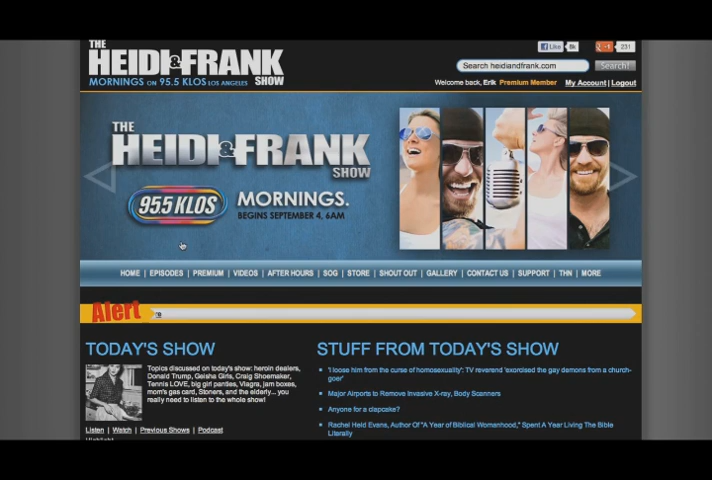 THE
HEIDI & FRANK
SHOW
MORNINGS ON 95.5 KLOS LOS ANGELES
Like 8k
+1 231
Search heidiandfrank.com Search!
Welcome back, Erik Premium Member My Account | Logout
THE
HEIDI & FRANK
SHOW
95.5 KLOS
MORNINGS.
BEGINS SEPTEMBER 4, 6AM
HOME | EPISODES | PREMIUM | VIDEOS | AFTER HOURS | SOG | STORE | SHOUT OUT | GALLERY | CONTACT US | SUPPORT | THN | MORE
Alert re
TODAY'S SHOW
Topics discussed on today's show: heroin dealers,
Donald Trump, Geisha Girls, Craig Shoemaker,
Tennis LOVE, big girl panties, Viagra, jam boxes,
mom's gas card, Stoners, and the elderly... you
really need to listen to the whole show!
Listen | Watch | Previous Shows | Podcast
Highlight
STUFF FROM TODAY'S SHOW
'I loose him from the curse of homosexuality': TV reverend 'exorcised the gay demons from a church-
goer'
Major Airports to Remove Invasive X-ray, Body Scanners
Anyone for a clapcake?
Rachel Held Evans, Author Of "A Year of Biblical Womanhood," Spent A Year Living The Bible
Literally